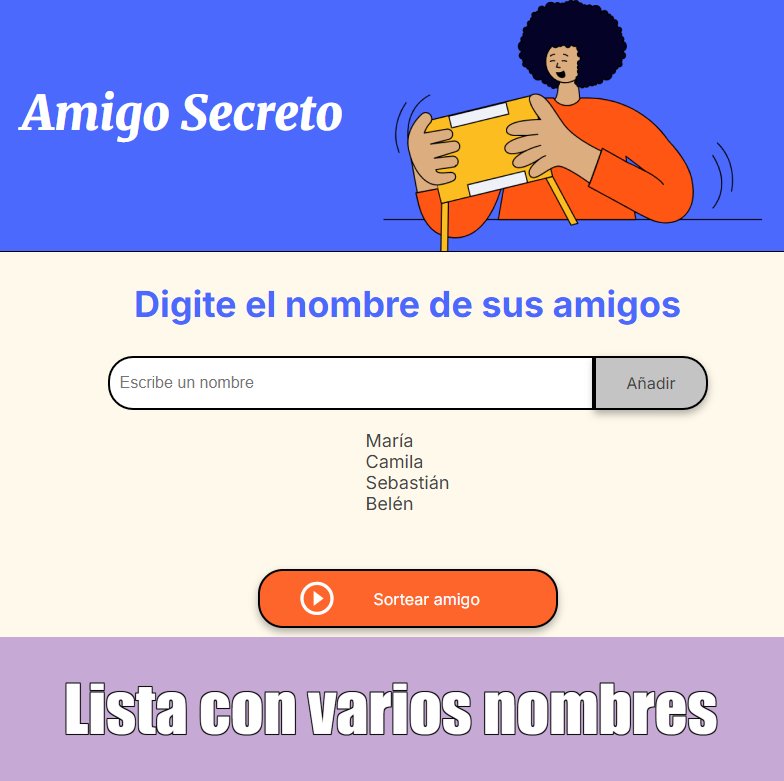 Amigo Secreto
Digite el nombre de sus amigos
Escribe un nombre
Añadir
María
Camila
Sebastián
Belén
Sortear amigo
Lista con varios nombres